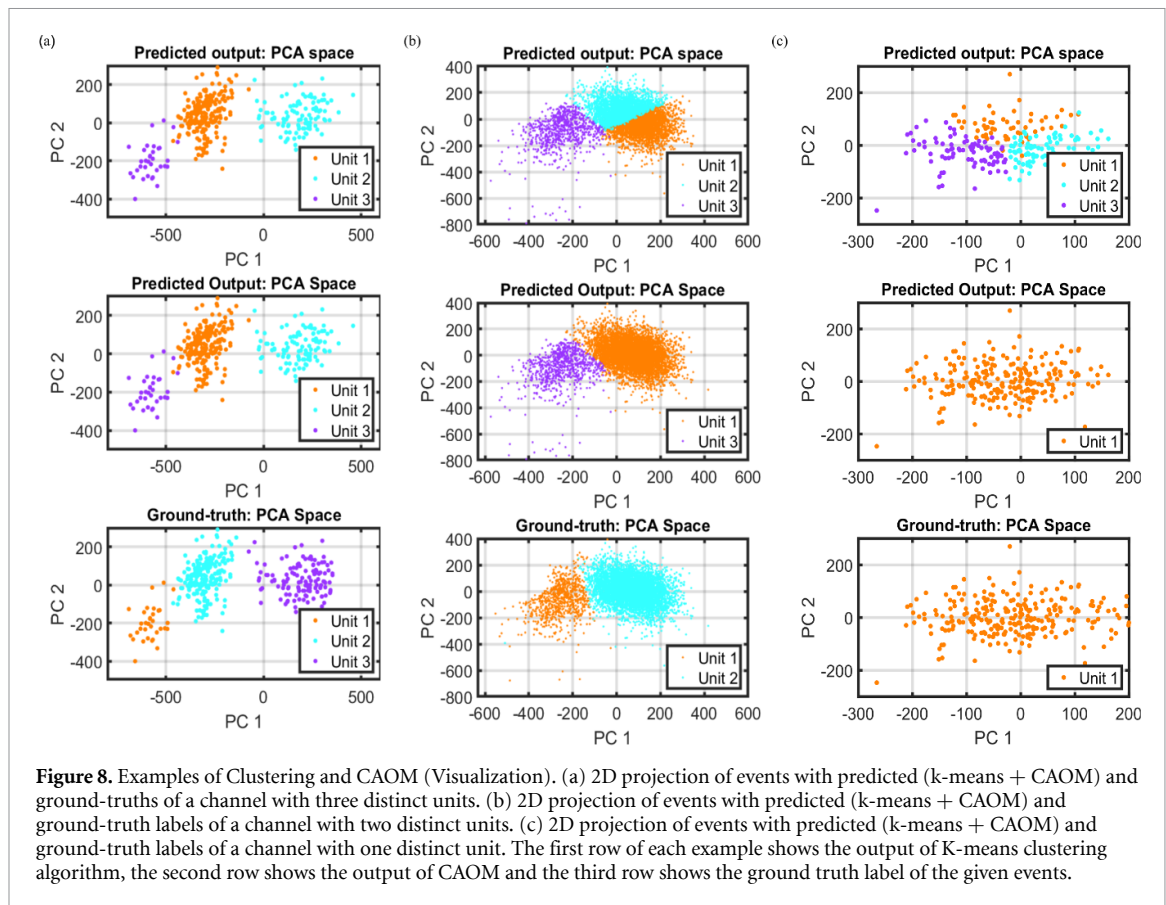 (a)
Predicted output: PCA space
200
0
-200
-400
PC 2
-500
0
500
PC 1
Unit 1
Unit 2
Unit 3
(b)
Predicted output: PCA space
400
200
0
-200
-400
-600
-800
PC 2
-600
-400
-200
0
200
400
600
PC 1
Unit 1
Unit 2
Unit 3
(c)
Predicted output: PCA space
200
0
-200
PC 2
-300
-200
-100
0
100
200
PC 1
Unit 1
Unit 2
Unit 3
Predicted Output: PCA Space
200
0
-200
-400
PC 2
-500
0
500
PC 1
Unit 1
Unit 2
Unit 3
Predicted Output: PCA Space
400
200
0
-200
-400
-600
-800
PC 2
-600
-400
-200
0
200
400
600
PC 1
Unit 1
Unit 3
Predicted Output: PCA Space
200
0
-200
PC 2
-300
-200
-100
0
100
200
PC 1
Unit 1
Ground-truth: PCA Space
200
0
-200
-400
PC 2
-500
0
500
PC 1
Unit 1
Unit 2
Unit 3
Ground-truth: PCA Space
400
200
0
-200
-400
-600
-800
PC 2
-600
-400
-200
0
200
400
600
PC 1
Unit 1
Unit 2
Ground-truth: PCA Space
200
0
-200
PC 2
-300
-200
-100
0
100
200
PC 1
Unit 1
Figure 8. Examples of Clustering and CAOM (Visualization). (a) 2D projection of events with predicted (k-means + CAOM) and
ground-truths of a channel with three distinct units. (b) 2D projection of events with predicted (k-means + CAOM) and
ground-truth labels of a channel with two distinct units. (c) 2D projection of events with predicted (k-means + CAOM) and
ground-truth labels of a channel with one distinct unit. The first row of each example shows the output of K-means clustering
algorithm, the second row shows the output of CAOM and the third row shows the ground truth label of the given events.